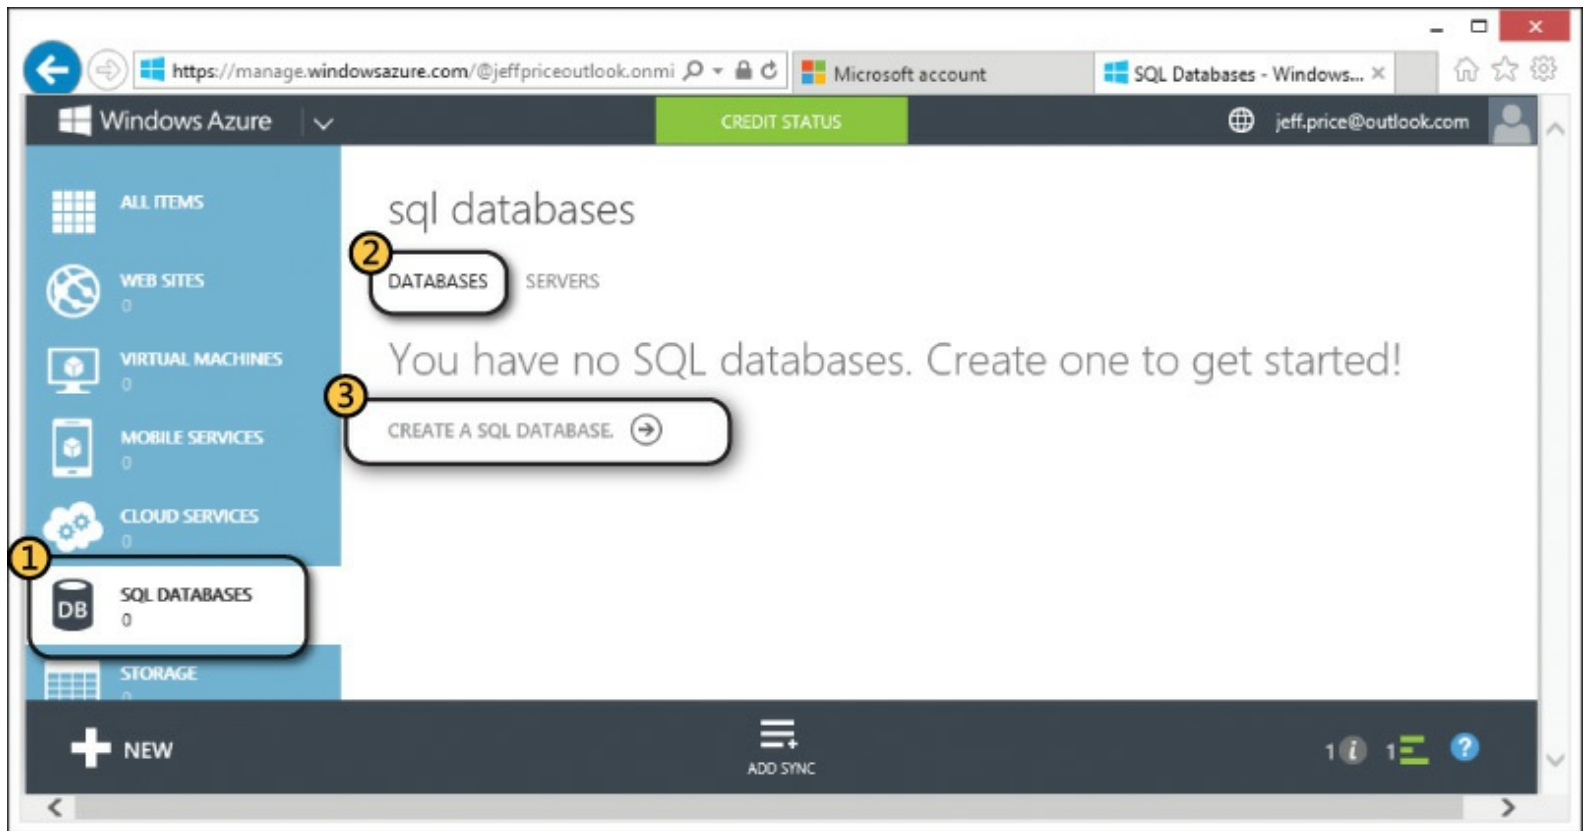 https://manage.windowsazure.com/@jeffpriceoutlook.onmi
Microsoft account
SQL Databases - Windows...
Windows Azure
CREDIT STATUS
jeff.price@outlook.com
ALL ITEMS
WEB SITES
0
VIRTUAL MACHINES
0
MOBILE SERVICES
0
CLOUD SERVICES
0
1
DB
SQL DATABASES
0
STORAGE
0
sql databases
2
DATABASES
SERVERS
You have no SQL databases. Create one to get started!
3
CREATE A SQL DATABASE.
NEW
ADD SYNC
1 i
1
?